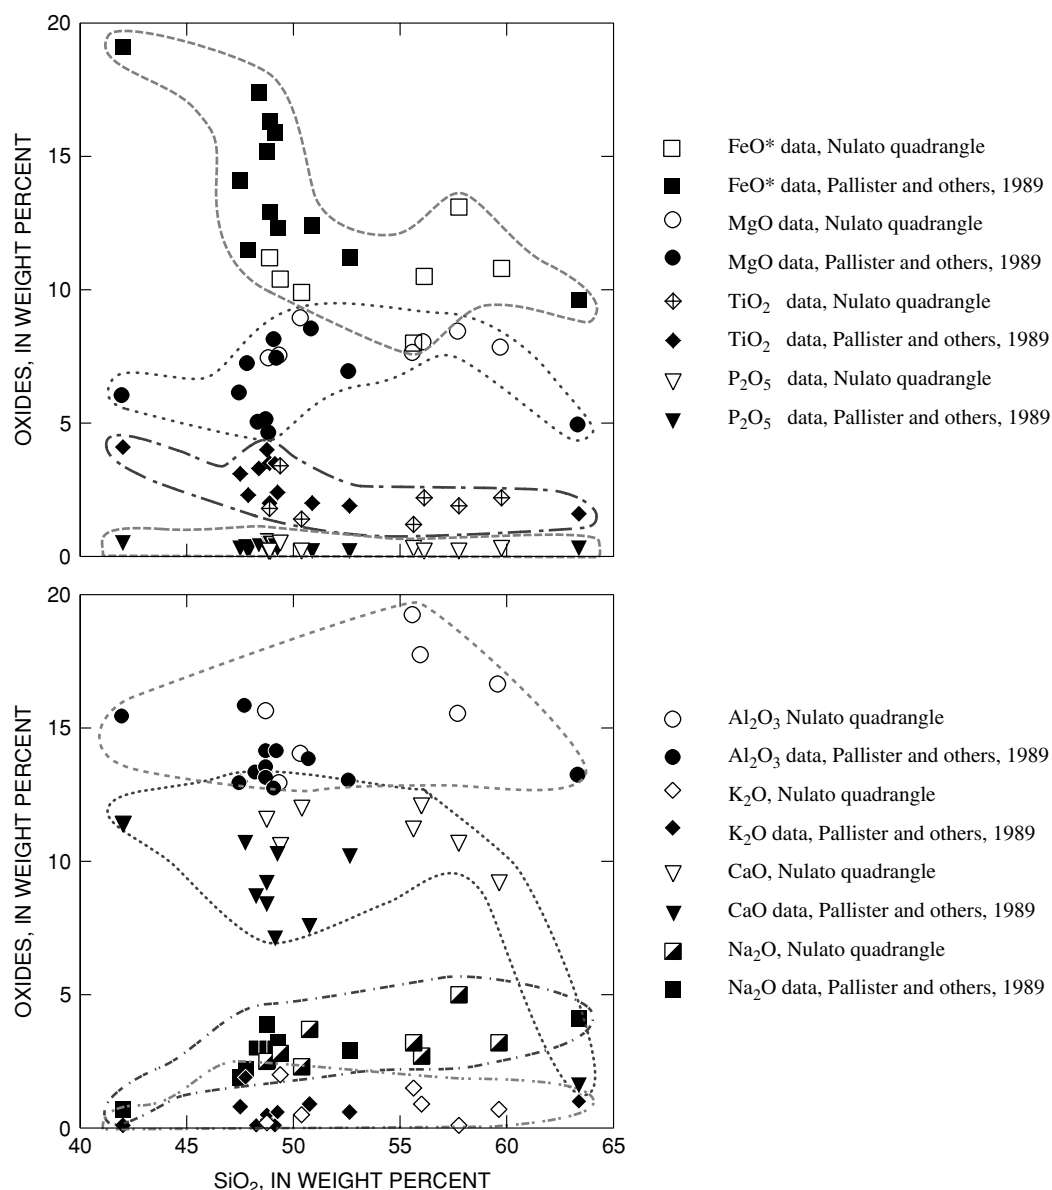 20
15
10
5
0
OXIDES, IN WEIGHT PERCENT
FeO* data, Nulato quadrangle
FeO* data, Pallister and others, 1989
MgO data, Nulato quadrangle
MgO data, Pallister and others, 1989
TiO2 data, Nulato quadrangle
TiO2 data, Pallister and others, 1989
P2O5 data, Nulato quadrangle
P2O5 data, Pallister and others, 1989
20
15
10
5
0
OXIDES, IN WEIGHT PERCENT
Al2O3 Nulato quadrangle
Al2O3 data, Pallister and others, 1989
K2O, Nulato quadrangle
K2O data, Pallister and others, 1989
CaO, Nulato quadrangle
CaO data, Pallister and others, 1989
Na2O, Nulato quadrangle
Na2O data, Pallister and others, 1989
40 45 50 55 60 65
SiO2, IN WEIGHT PERCENT